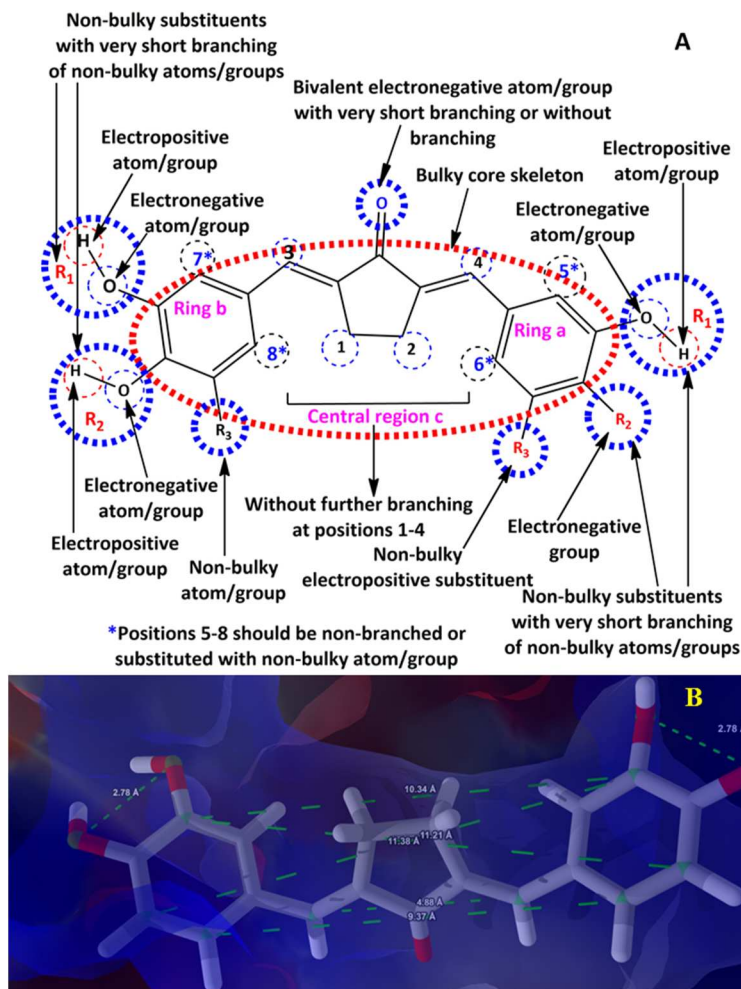 Non-bulky substituents
with very short branching
of non-bulky atoms/groups
A
Bivalent electronegative atom/group
with very short branching or without
branching
Electropositive
atom/group
Electronegative
atom/group
Bulky core skeleton
Electropositive
atom/group
Electronegative
atom/group
O
H
R1
O
7*
3
4
5*
O
R1
H
Ring b
Ring a
8*
1
2
6*
H
O
R2
R3
Central region c
R3
R2
Electronegative
atom/group
Electropositive
atom/group
Non-bulky
atom/group
Without further branching
at positions 1-4
Non-bulky
electropositive substituent
Electronegative
group
Non-bulky substituents
with very short branching
of non-bulky atoms/groups
*Positions 5-8 should be non-branched or
substituted with non-bulky atom/group
B
2.78 Å
2.78 Å
10.34 Å
11.38 Å
11.21 Å
4.88 Å
9.37 Å